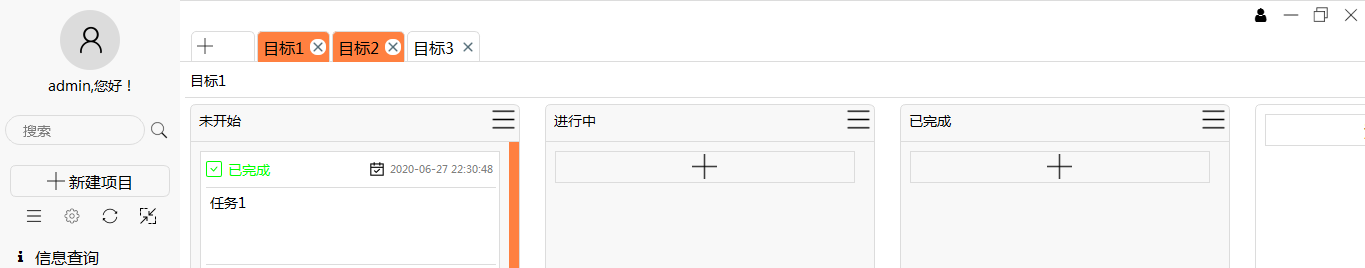 admin,您好！
搜索
新建项目
信息查询
目标1
目标2
目标3
目标1
未开始
进行中
已完成
已完成
2020-06-27 22:30:48
任务1